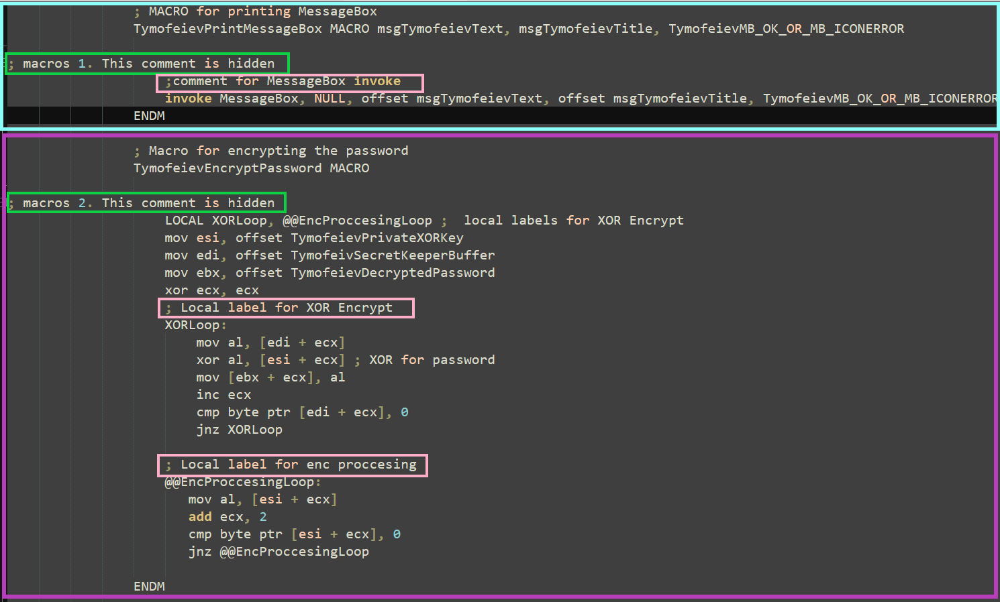 ; MACRO for printing MessageBox
TymofeievPrintMessageBox MACRO msgTymofeievText, msgTymofeievTitle, TymofeievMB_OK_OR_MB_ICONERROR
; macros 1. This comment is hidden
;comment for MessageBox invoke
invoke MessageBox, NULL, offset msgTymofeievText, offset msgTymofeievTitle, TymofeievMB_OK_OR_MB_ICONERROR
ENDM
; Macro for encrypting the password
TymofeievEncryptPassword MACRO
; macros 2. This comment is hidden
LOCAL XORLoop, @@EncProccesingLoop ;  local labels for XOR Encrypt
mov esi, offset TymofeievPrivateXORKey
mov edi, offset TymofeivSecretKeeperBuffer
mov ebx, offset TymofeievDecryptedPassword
xor ecx, ecx
; Local label for XOR Encrypt
XORLoop:
mov al, [edi + ecx]
xor al, [esi + ecx] ; XOR for password
mov [ebx + ecx], al
inc ecx
cmp byte ptr [edi + ecx], 0
jnz XORLoop
; Local label for enc proccesing
@@EncProccesingLoop:
mov al, [esi + ecx]
add ecx, 2
cmp byte ptr [esi + ecx], 0
jnz @@EncProccesingLoop
ENDM